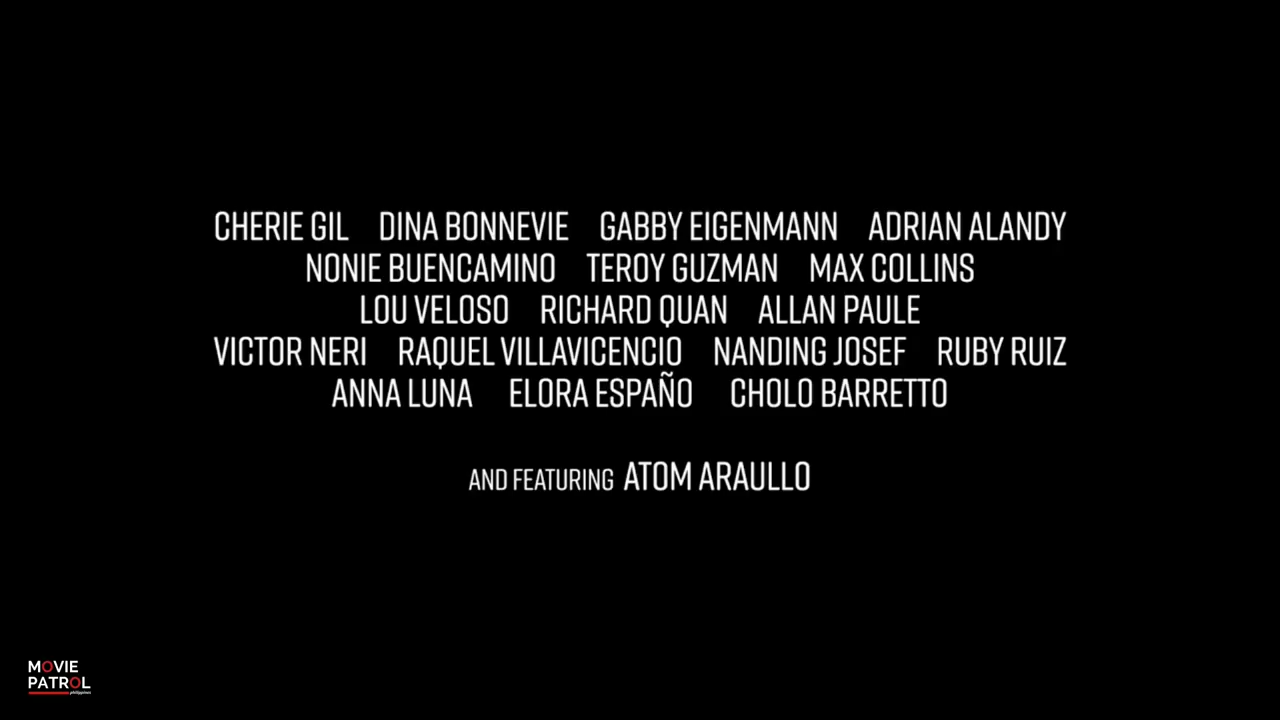 CHERIE GIL DINA BONNEVIE GABBY EIGENMANN ADRIAN ALANDY
NONIE BUENCAMINO TEROY GUZMAN MAX COLLINS
LOU VELOSO RICHARD QUAN ALLAN PAULE
VICTOR NERI RAQUEL VILLAVICENCIO NANDING JOSEF RUBY RUIZ
ANNA LUNA ELORA ESPAÑO CHOLO BARRETTO
AND FEATURING ATOM ARAULLO
MOVIE
PATROL
philippines